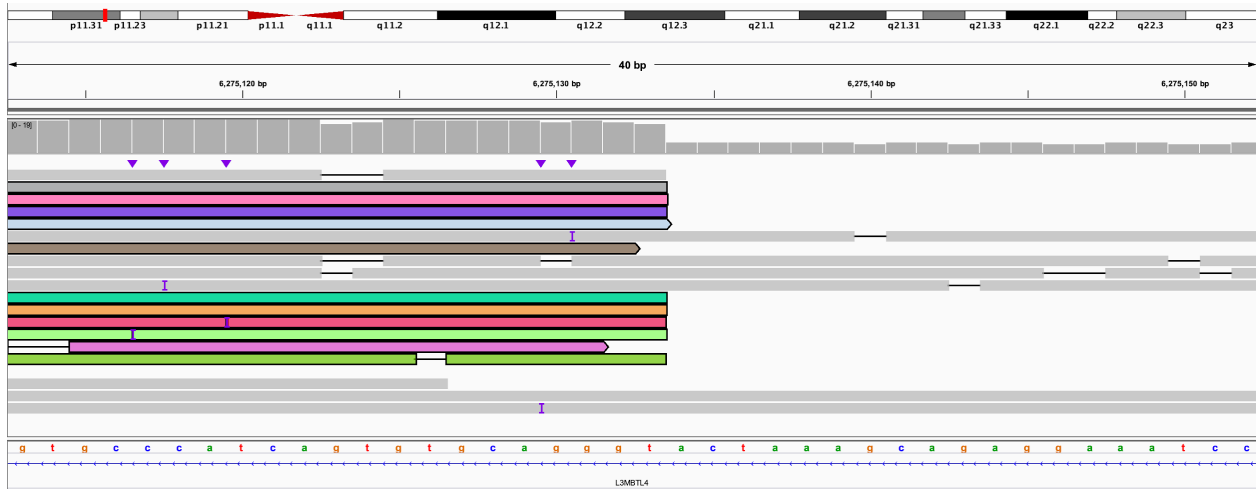 p11.31 p11.23 p11.21 p11.1 q11.1 q11.2 q12.1 q12.2 q12.3 q21.1 q21.2 q21.31 q21.33 q22.1 q22.2 q22.3 q23
40 bp
6,275,120 bp 6,275,130 bp 6,275,140 bp 6,275,150 bp
[0 - 19]
g t g c c c a t c a g t g t g c a g g g t a c t a a a g c a g a g g a a a t c c
L3MBTL4